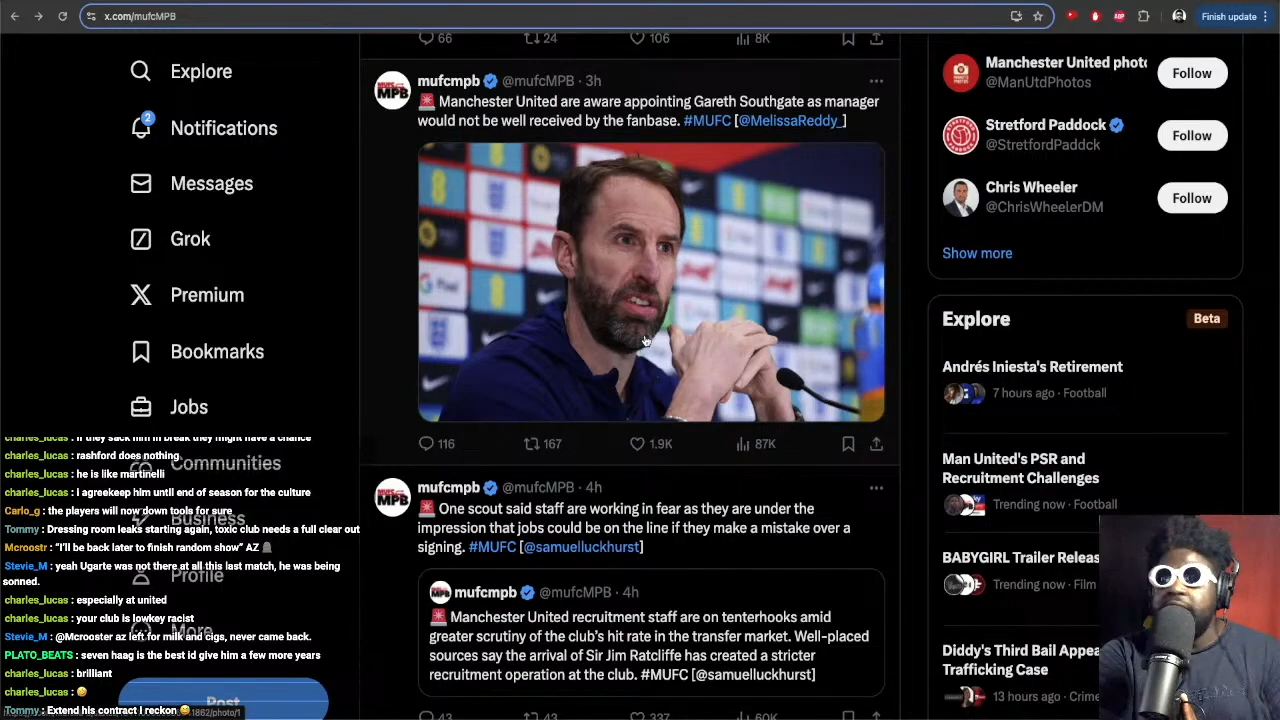 x.com/mufcMPB
Finish update
66
24
106
8K
Explore
2
Notifications
Messages
Grok
Premium
Bookmarks
Jobs
Communities
Business
Profile
More
Post
mufcmpb @mufcMPB · 3h
🚨 Manchester United are aware appointing Gareth Southgate as manager
would not be well received by the fanbase. #MUFC [@MelissaReddy_]
116
167
1.9K
87K
mufcmpb @mufcMPB · 4h
🚨 One scout said staff are working in fear as they are under the
impression that jobs could be on the line if they make a mistake over a
signing. #MUFC [@samuelluckhurst]
mufcmpb @mufcMPB · 4h
🚨 Manchester United recruitment staff are on tenterhooks amid
greater scrutiny of the club's hit rate in the transfer market. Well-placed
sources say the arrival of Sir Jim Ratcliffe has created a stricter
recruitment operation at the club. #MUFC [@samuelluckhurst]
43
43
337
60K
Manchester United photo
@ManUtdPhotos
Follow
Stretford Paddock
@StretfordPaddck
Follow
Chris Wheeler
@ChrisWheelerDM
Follow
Show more
Explore
Beta
Andrés Iniesta's Retirement
7 hours ago · Football
Man United's PSR and
Recruitment Challenges
Trending now · Football
BABYGIRL Trailer Releas
Trending now · Film
Diddy's Third Bail Appea
Trafficking Case
13 hours ago · Crime
charles_lucas : if they sack him in break they might have a chance
charles_lucas : rashford does nothing
charles_lucas : he is like martinelli
charles_lucas : I agreekeep him until end of season for the culture
Carlo_g : the players will now down tools for sure
Tommy : Dressing room leaks starting again, toxic club needs a full clear out
Mcroostr : "I'll be back later to finish random show" AZ 🪦
Stevie_M : yeah Ugarte was not there at all this last match, he was being
sonned.
charles_lucas : especially at united
charles_lucas : your club is lowkey racist
Stevie_M : @Mcrooster az left for milk and cigs, never came back.
PLATO_BEATS : seven haag is the best id give him a few more years
charles_lucas : brilliant
charles_lucas : 😄
Tommy : Extend his contract I reckon 😄
1862/photo/1